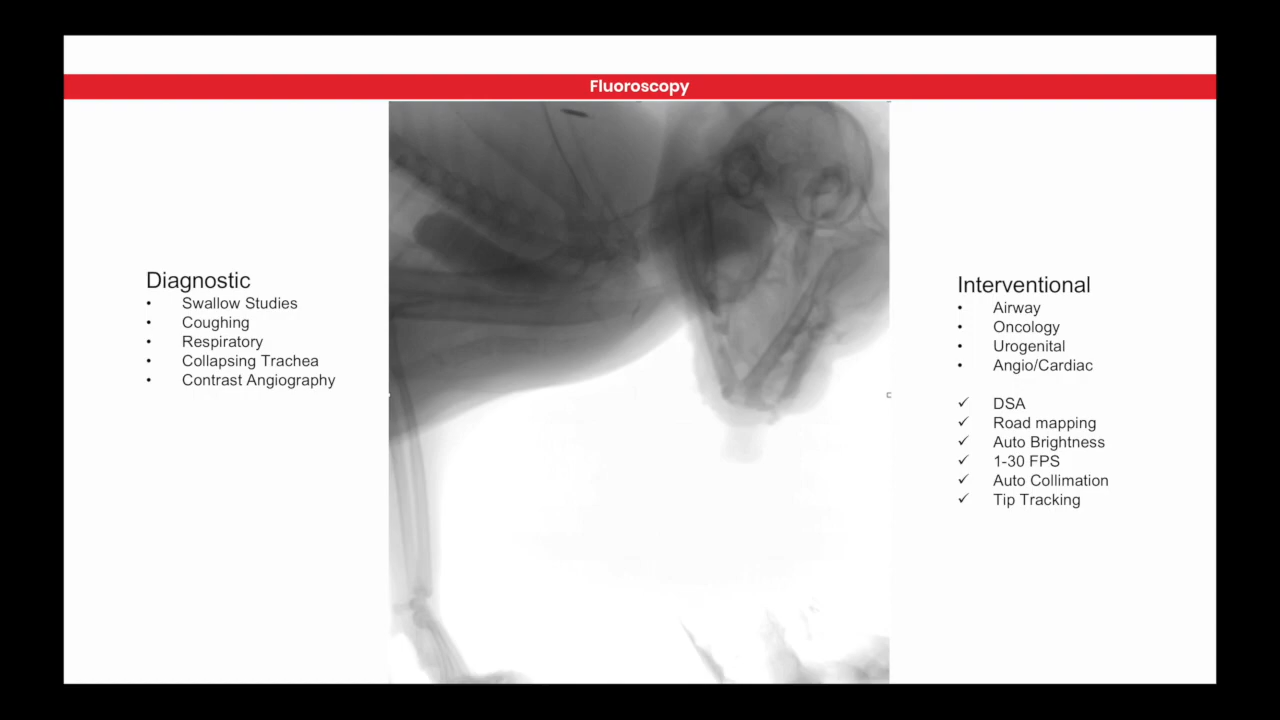 Fluoroscopy
Diagnostic
• Swallow Studies
• Coughing
• Respiratory
• Collapsing Trachea
• Contrast Angiography
Interventional
• Airway
• Oncology
• Urogenital
• Angio/Cardiac
✓ DSA
✓ Road mapping
✓ Auto Brightness
✓ 1-30 FPS
✓ Auto Collimation
✓ Tip Tracking